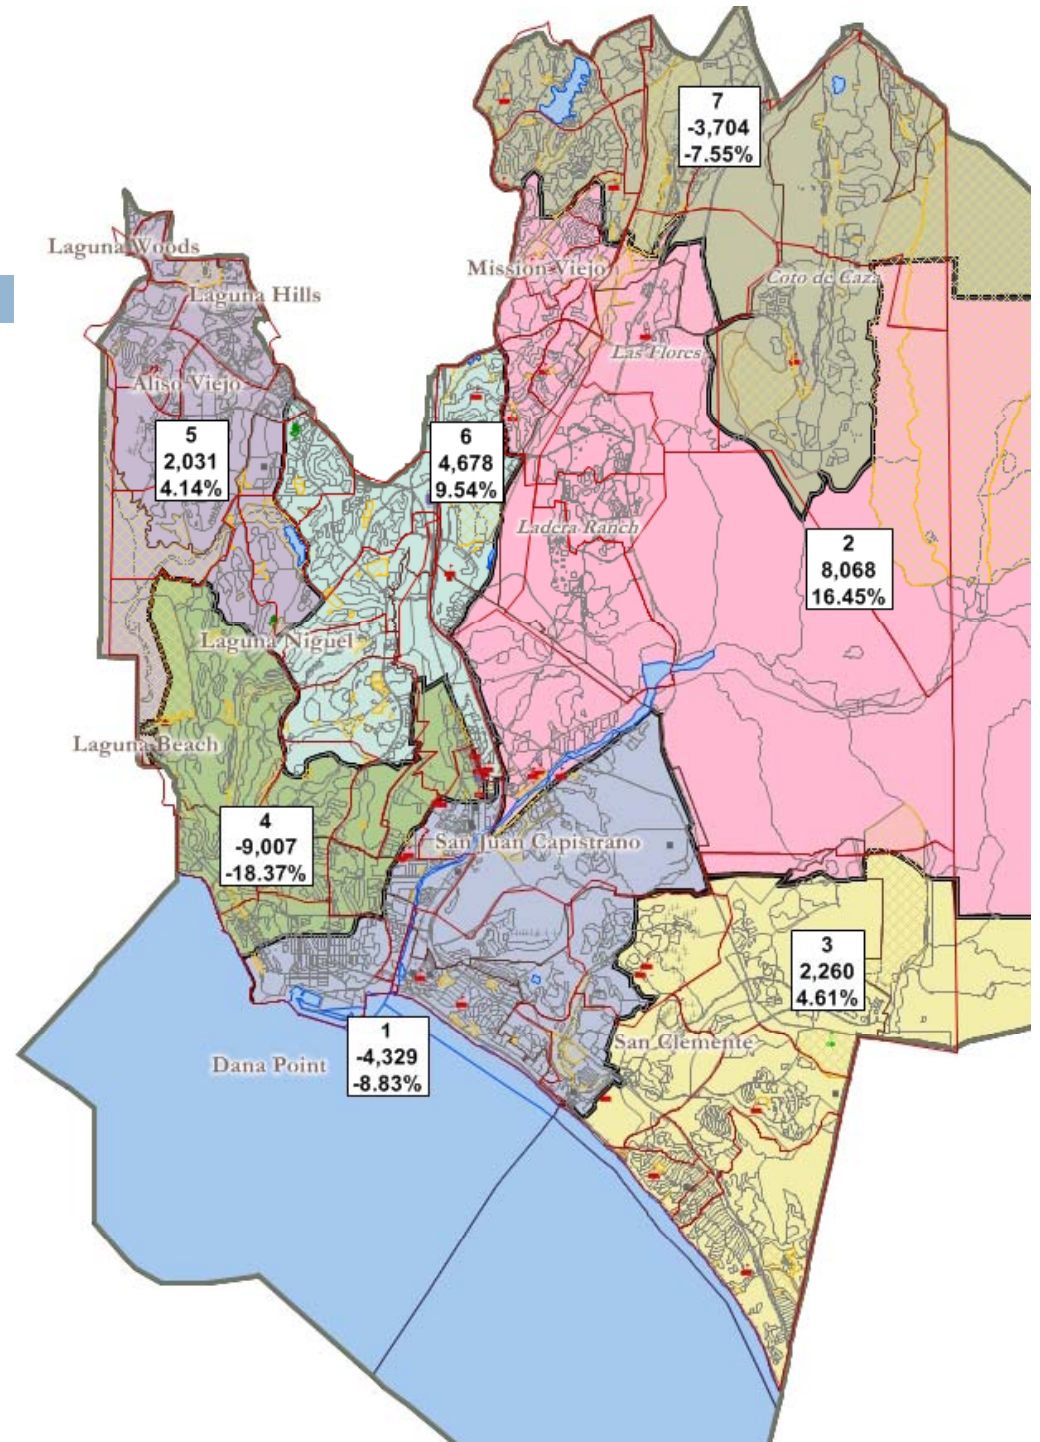 7
-3,704
-7.55%
Laguna Woods
Mission Viejo
Coto de Caza
Laguna Hills
Las Flores
Aliso Viejo
5
2,031
4.14%
6
4,678
9.54%
Ladera Ranch
2
8,068
16.45%
Laguna Niguel
Laguna Beach
4
-9,007
-18.37%
San Juan Capistrano
3
2,260
4.61%
San Clemente
1
-4,329
-8.83%
Dana Point